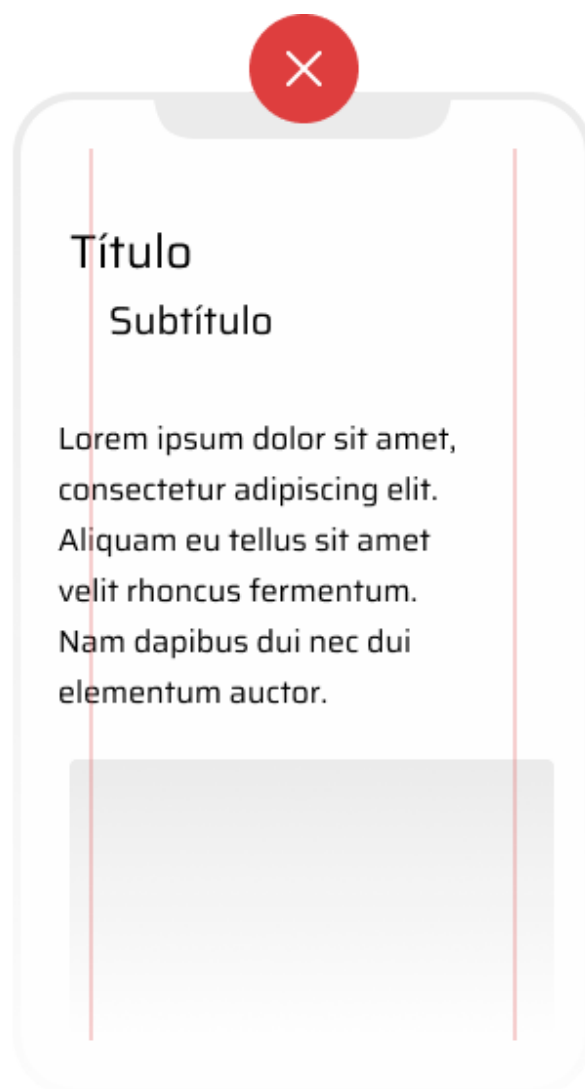 Título
Subtítulo
Lorem ipsum dolor sit amet,
consectetur adipiscing elit.
Aliquam eu tellus sit amet
velit rhoncus fermentum.
Nam dapibus dui nec dui
elementum auctor.